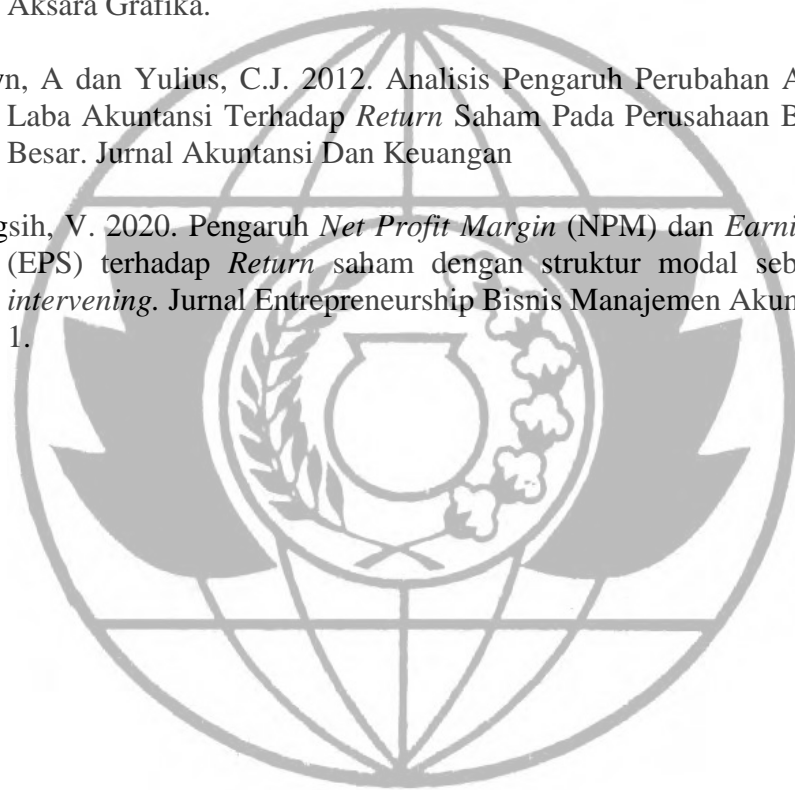 Aksara Grafika.
yn, A dan Yulius, C.J. 2012. Analisis Pengaruh Perubahan A
Laba Akuntansi Terhadap Return Saham Pada Perusahaan B
Besar. Jurnal Akuntansi Dan Keuangan
gsih, V. 2020. Pengaruh Net Profit Margin (NPM) dan Earni
(EPS) terhadap Return saham dengan struktur modal seb
intervening. Jurnal Entrepreneurship Bisnis Manajemen Akun
1.